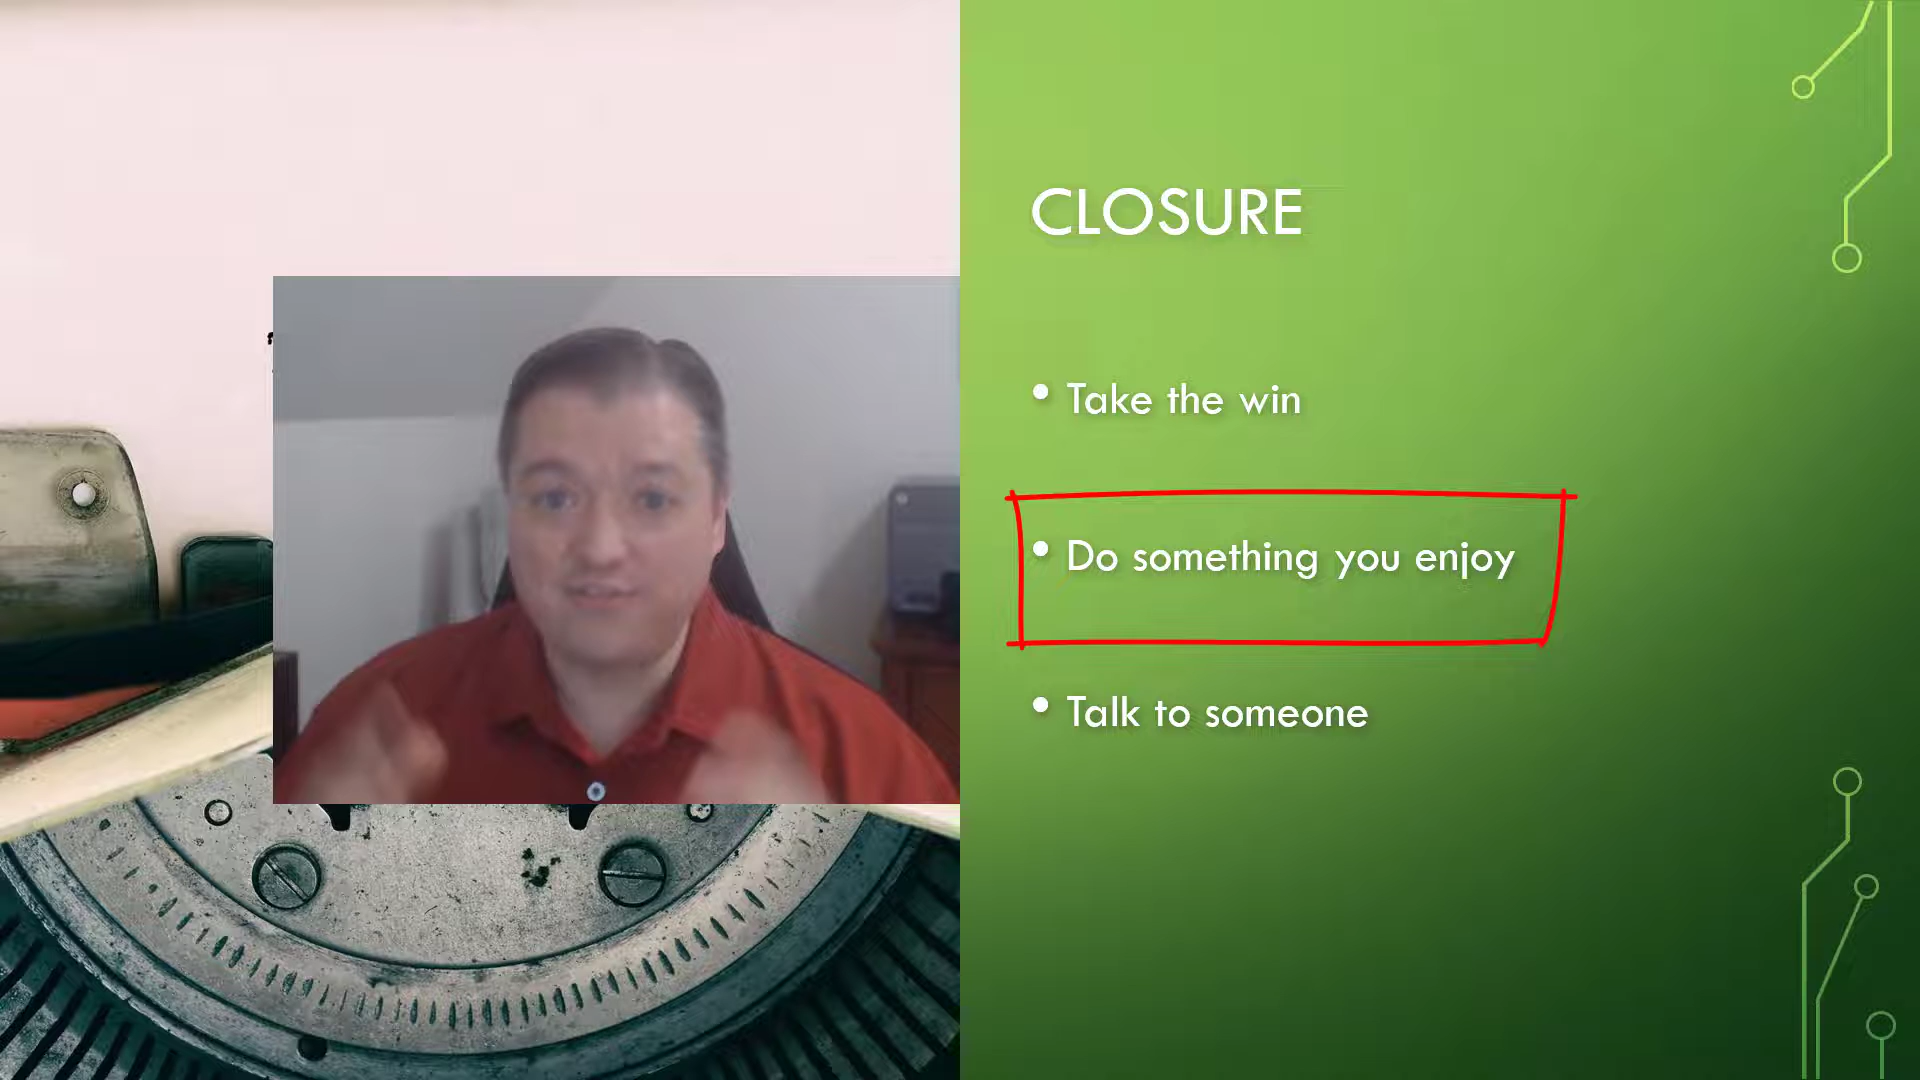 CLOSURE
• Take the win
• Do something you enjoy
• Talk to someone